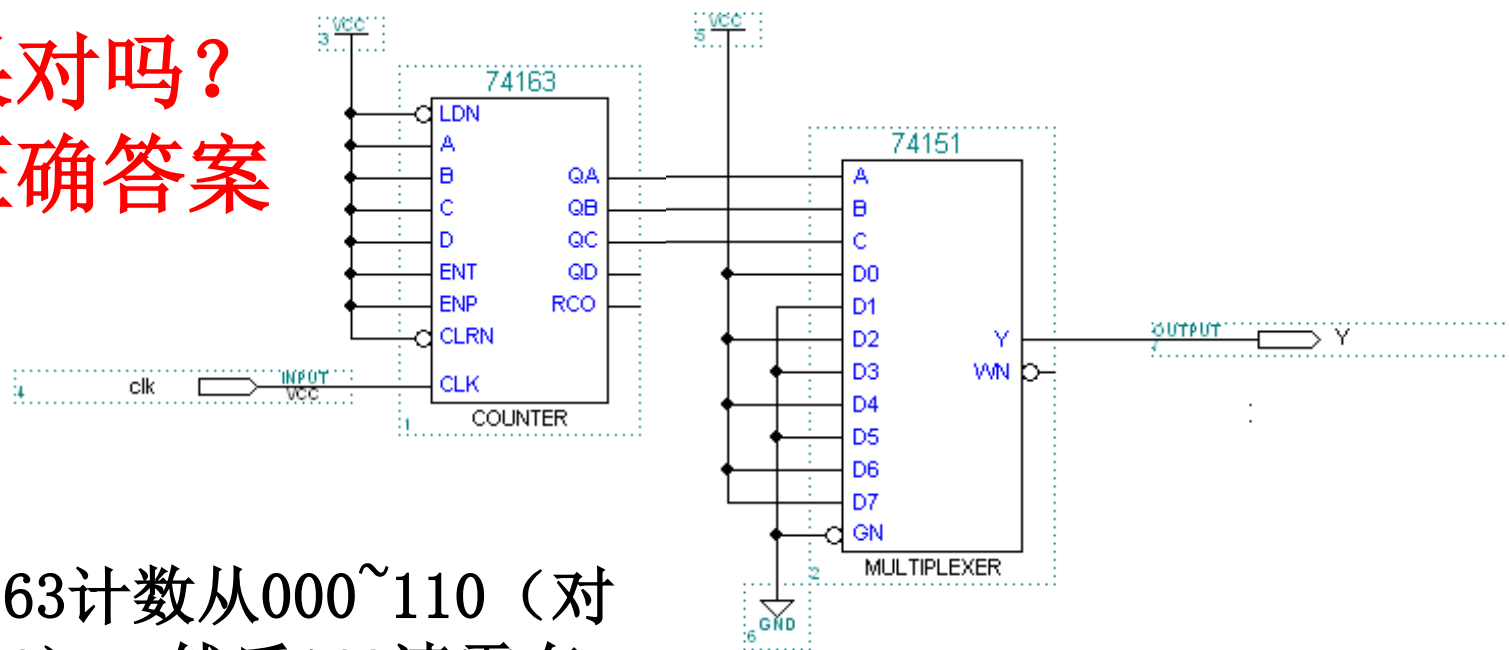 对吗？
确答案
VCC
3
VCC
5
74163
LDN
A
B
C
D
ENT
ENP
CLRN
CLK
QA
QB
QC
QD
RCO
COUNTER
1
4
clk
INPUT
VCC
74151
A
B
C
D0
D1
D2
D3
D4
D5
D6
D7
GN
Y
WN
MULTIPLEXER
2
OUTPUT
Y
GND
6
63计数从000~110（对